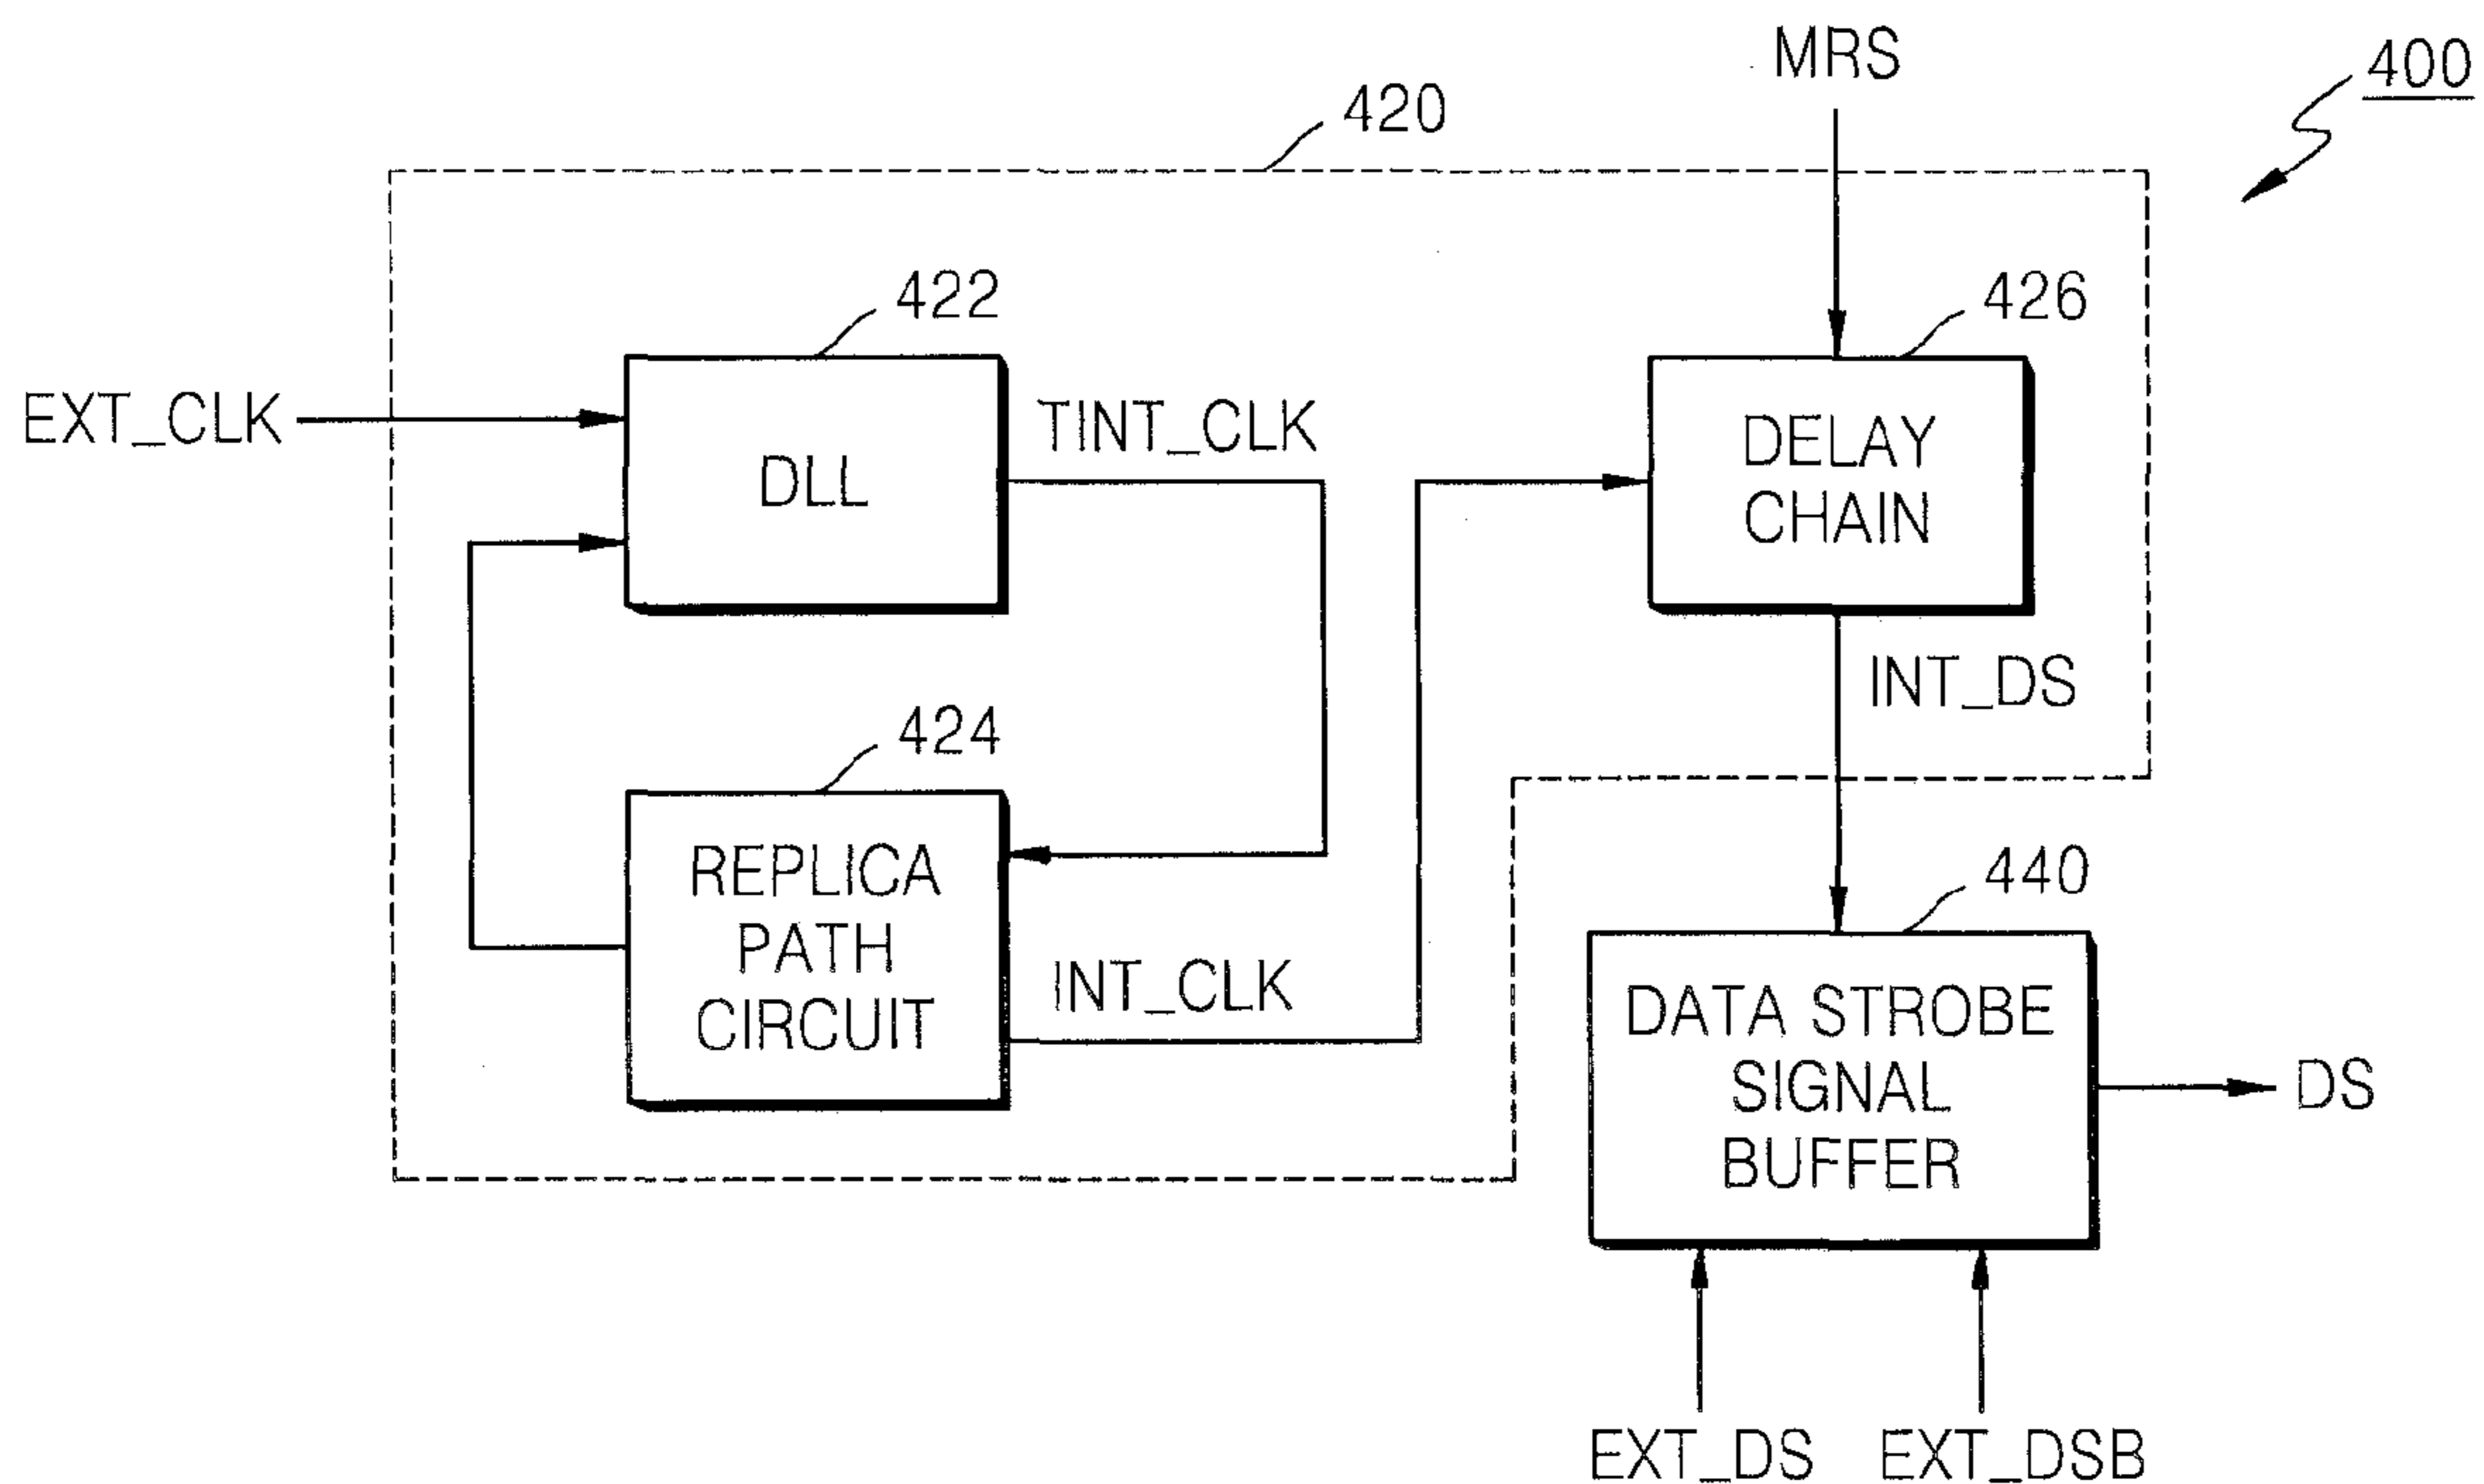 MRS
400
420
422
426
EXT_CLK
TINT_CLK
DLL
DELAY
CHAIN
INT_DS
424
REPLICA
PATH
CIRCUIT
INT_CLK
440
DATA STROBE
SIGNAL
BUFFER
DS
EXT_DS
EXT_DSB